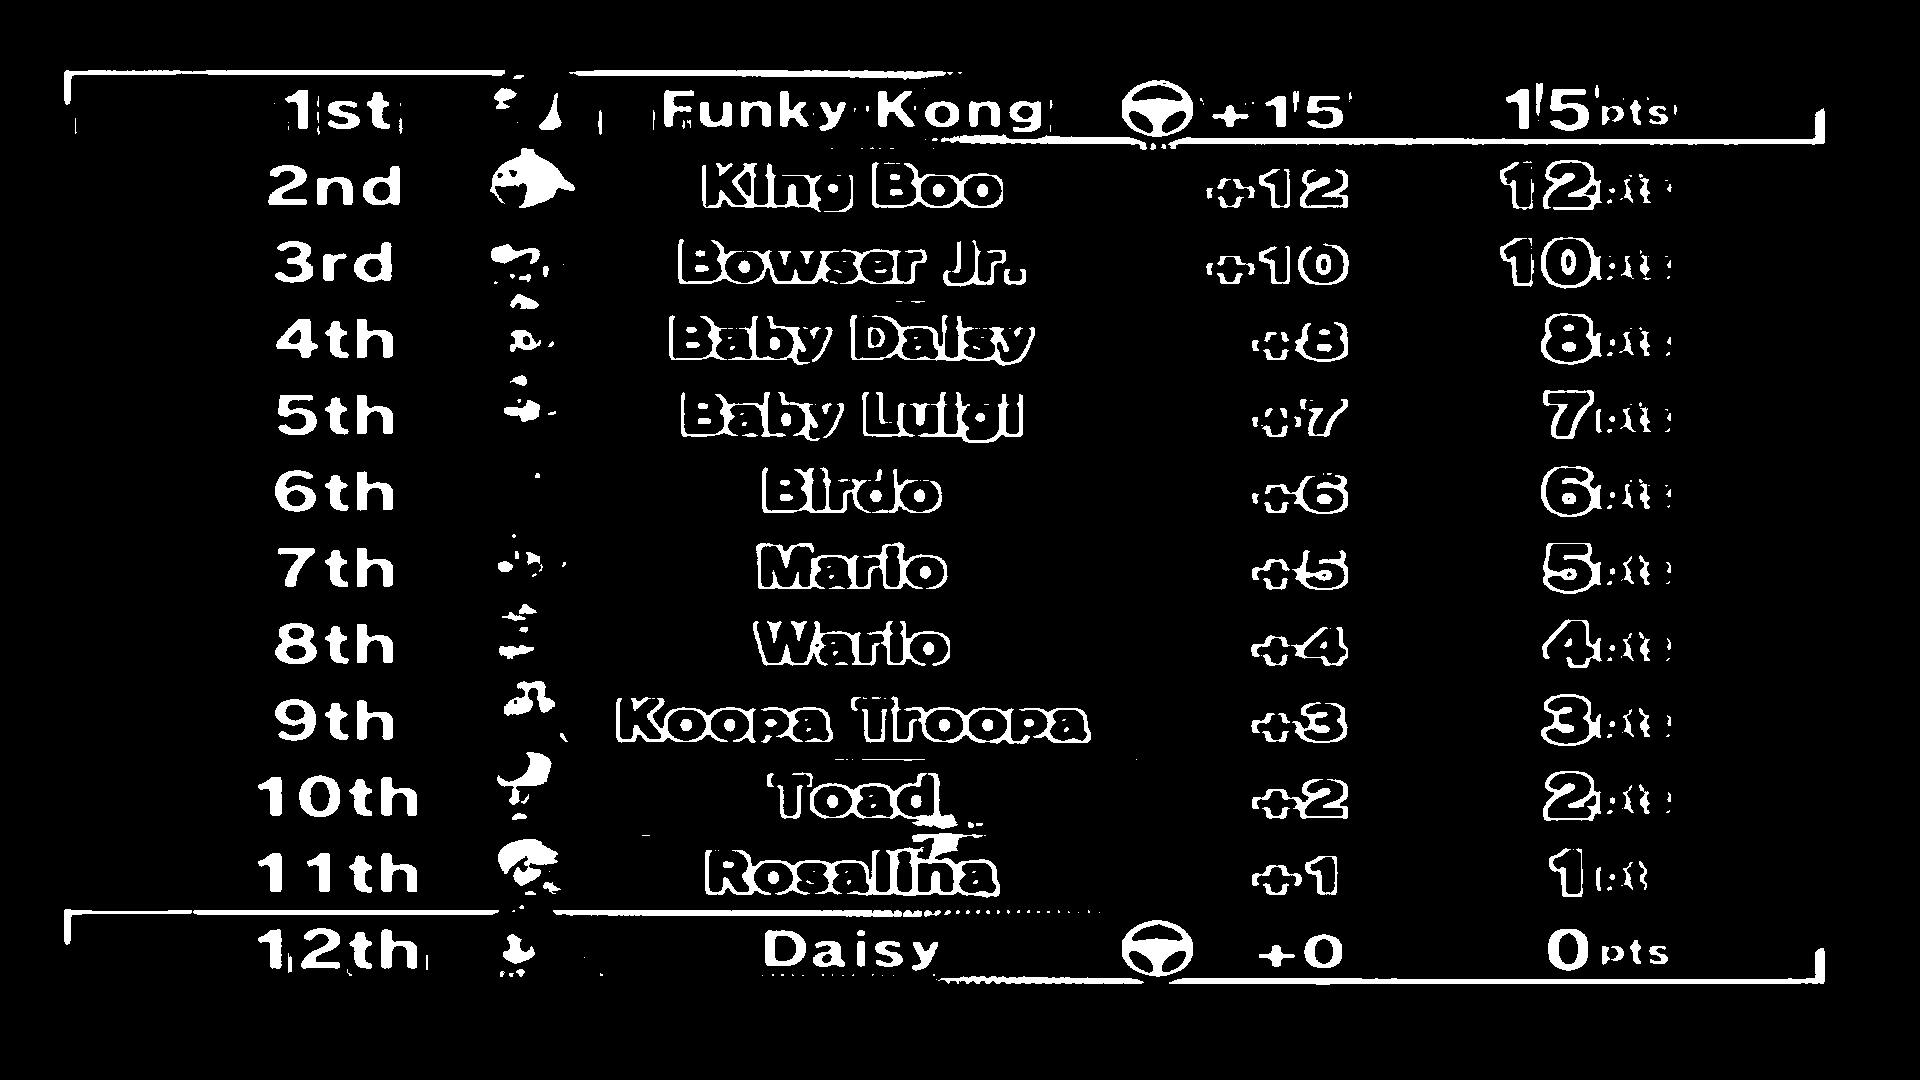 1st Funky Kong +15 15pts
2nd King Boo +12 12
3rd Bowser Jr. +10 10
4th Baby Daisy +8 8
5th Baby Luigi +7 7
6th Birdo +6 6
7th Mario +5 5
8th Wario +4 4
9th Koopa Troopa +3 3
10th Toad +2 2
11th Rosalina +1 1
12th Daisy +0 0pts